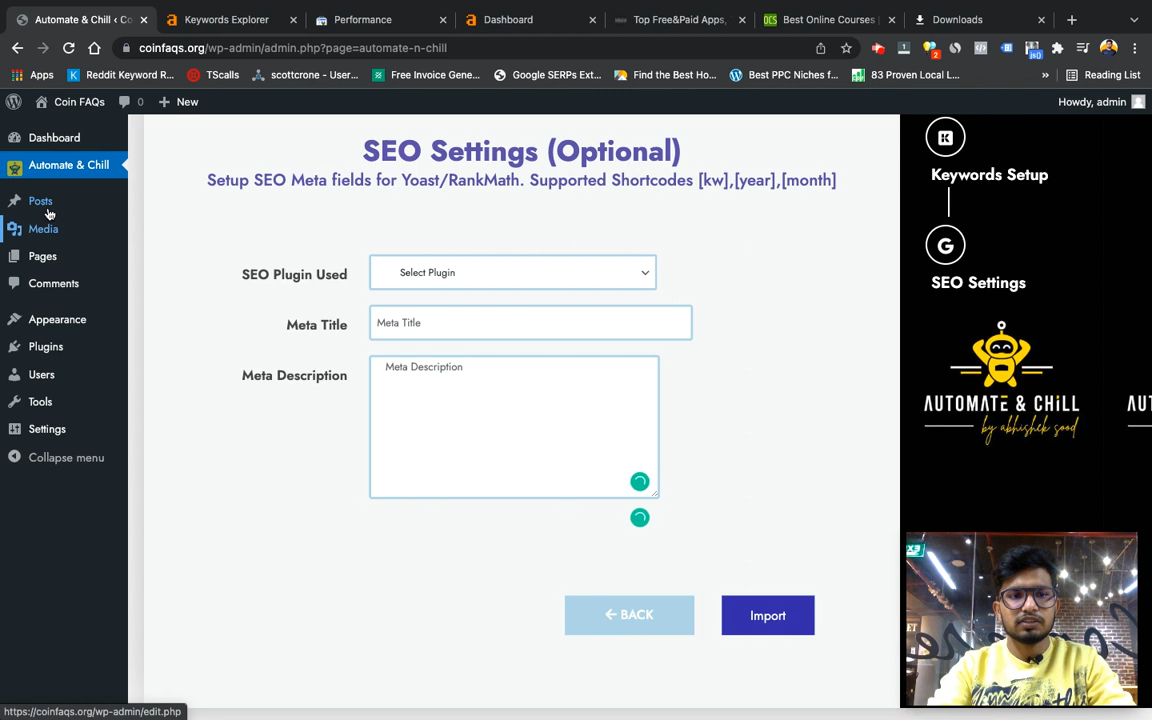 Automate & Chill ‹ Co
Keywords Explorer
Performance
Dashboard
Top Free&Paid Apps,
Best Online Courses
Downloads
coinfaqs.org/wp-admin/admin.php?page=automate-n-chill
Apps
Reddit Keyword R...
TScalls
scottcrone - User...
Free Invoice Gene...
Google SERPs Ext...
Find the Best Ho...
Best PPC Niches f...
83 Proven Local L...
»
Reading List
Coin FAQs
0
New
Howdy, admin
Dashboard
Automate & Chill
Posts
Media
Pages
Comments
Appearance
Plugins
Users
Tools
Settings
Collapse menu
SEO Settings (Optional)
Setup SEO Meta fields for Yoast/RankMath. Supported Shortcodes [kw],[year],[month]
SEO Plugin Used
Select Plugin
Meta Title
Meta Title
Meta Description
Meta Description
BACK
Import
K
Keywords Setup
G
SEO Settings
AUTOMATE & CHILL
by abhishek sood
AUT
https://coinfaqs.org/wp-admin/edit.php